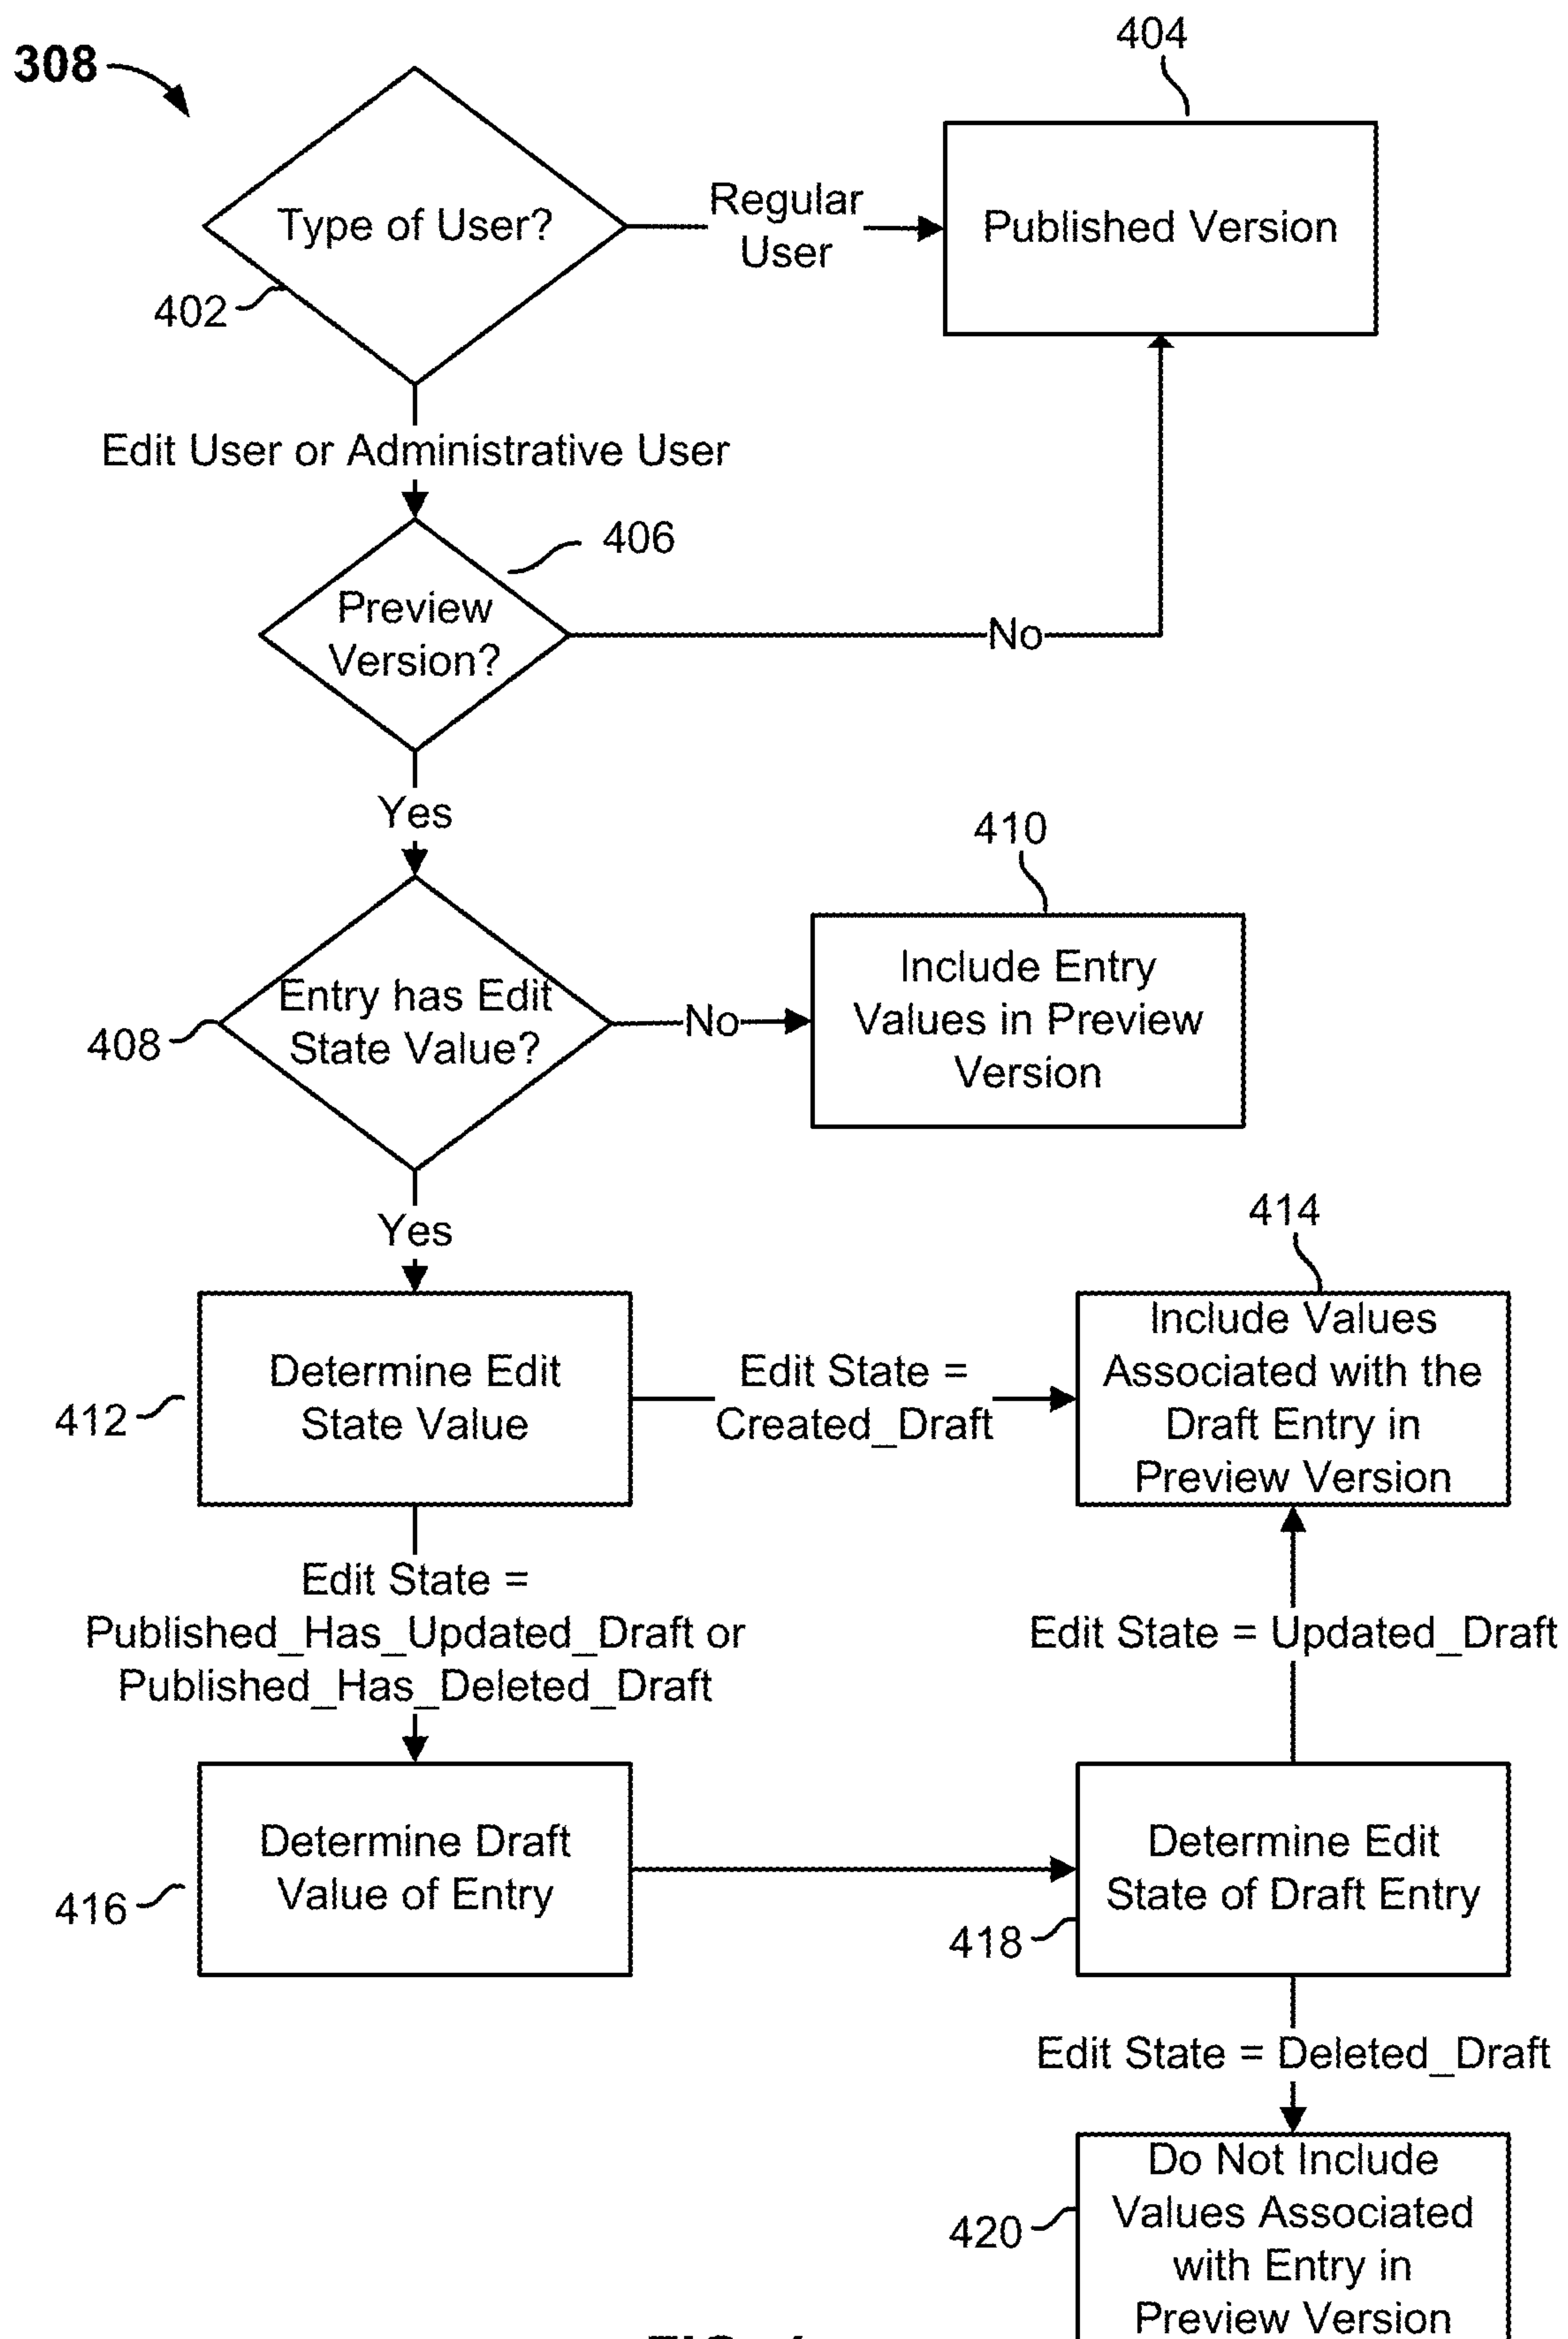 308
404
Type of User?
Regular
User
Published Version
402
Edit User or Administrative User
406
Preview
Version?
No
Yes
410
Entry has Edit
State Value?
No
Include Entry
Values in Preview
Version
408
Yes
414
Determine Edit
State Value
Edit State =
Created_Draft
Include Values
Associated with the
Draft Entry in
Preview Version
412
Edit State =
Published_Has_Updated_Draft or
Published_Has_Deleted_Draft
Edit State = Updated_Draft
Determine Draft
Value of Entry
Determine Edit
State of Draft Entry
416
418
Edit State = Deleted_Draft
Do Not Include
Values Associated
with Entry in
Preview Version
420